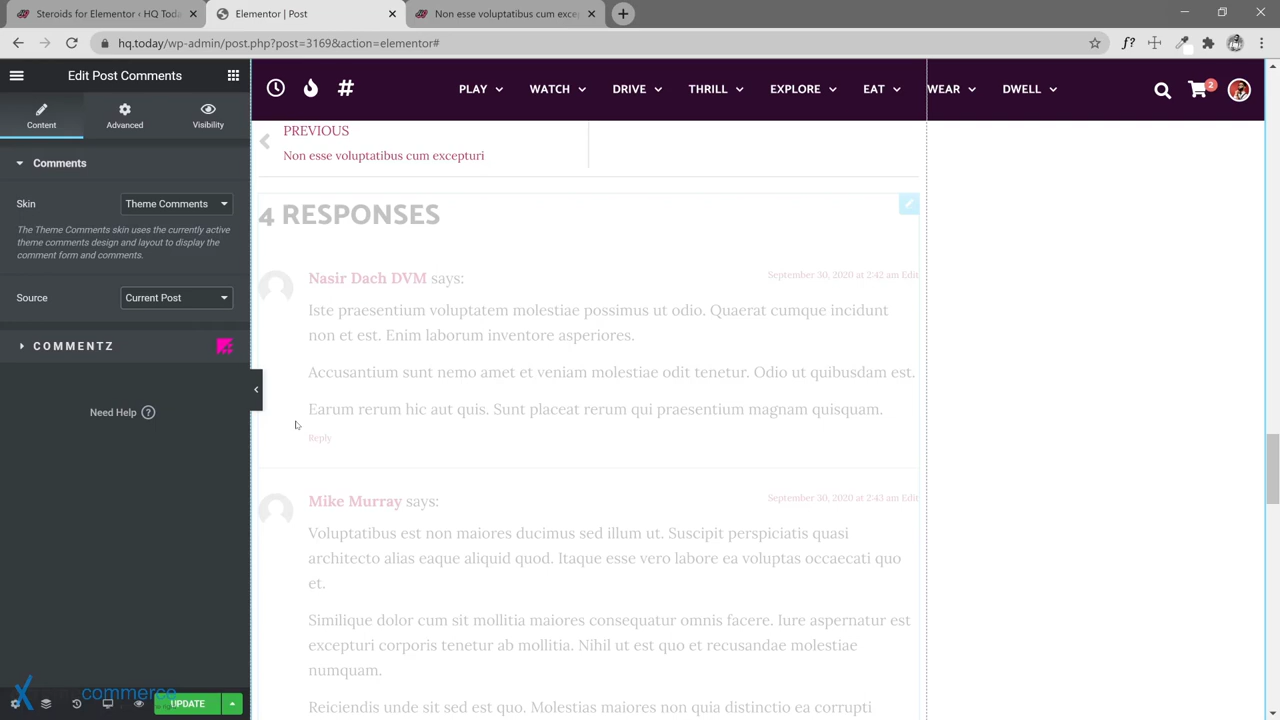 Steroids for Elementor ‹ HQ Tod
Elementor | Post
Non esse voluptatibus cum exce
hq.today/wp-admin/post.php?post=3169&action=elementor#
Edit Post Comments
Content
Advanced
Visibility
Comments
Skin
Theme Comments
The Theme Comments skin uses the currently active
theme comments design and layout to display the
comment form and comments.
Source
Current Post
COMMENTZ
Need Help
UPDATE
commerce
PLAY
WATCH
DRIVE
THRILL
EXPLORE
EAT
WEAR
DWELL
2
PREVIOUS
Non esse voluptatibus cum excepturi
4 RESPONSES
Nasir Dach DVM says:
September 30, 2020 at 2:42 am Edit
Iste praesentium voluptatem molestiae possimus ut odio. Quaerat cumque incidunt
non et est. Enim laborum inventore asperiores.
Accusantium sunt nemo amet et veniam molestiae odit tenetur. Odio ut quibusdam est.
Earum rerum hic aut quis. Sunt placeat rerum qui praesentium magnam quisquam.
Reply
Mike Murray says:
September 30, 2020 at 2:43 am Edit
Voluptatibus est non maiores ducimus sed illum ut. Suscipit perspiciatis quasi
architecto alias eaque aliquid quod. Itaque esse vero labore ea voluptas occaecati quo
et.
Similique dolor cum sit mollitia maiores consequatur omnis facere. Iure aspernatur est
excepturi corporis tenetur ab mollitia. Nihil ut est quo et recusandae molestiae
numquam.
Reiciendis unde sit sed est quo. Molestias maiores non quia distinctio ea corrupti